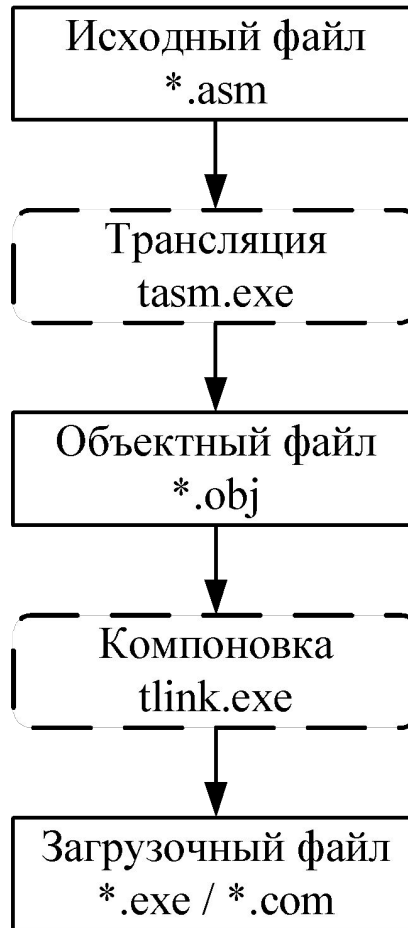 Исходный файл
*.asm
Трансляция
tasm.exe
Объектный файл
*.obj
Компоновка
tlink.exe
Загрузочный файл
*.exe / *.com